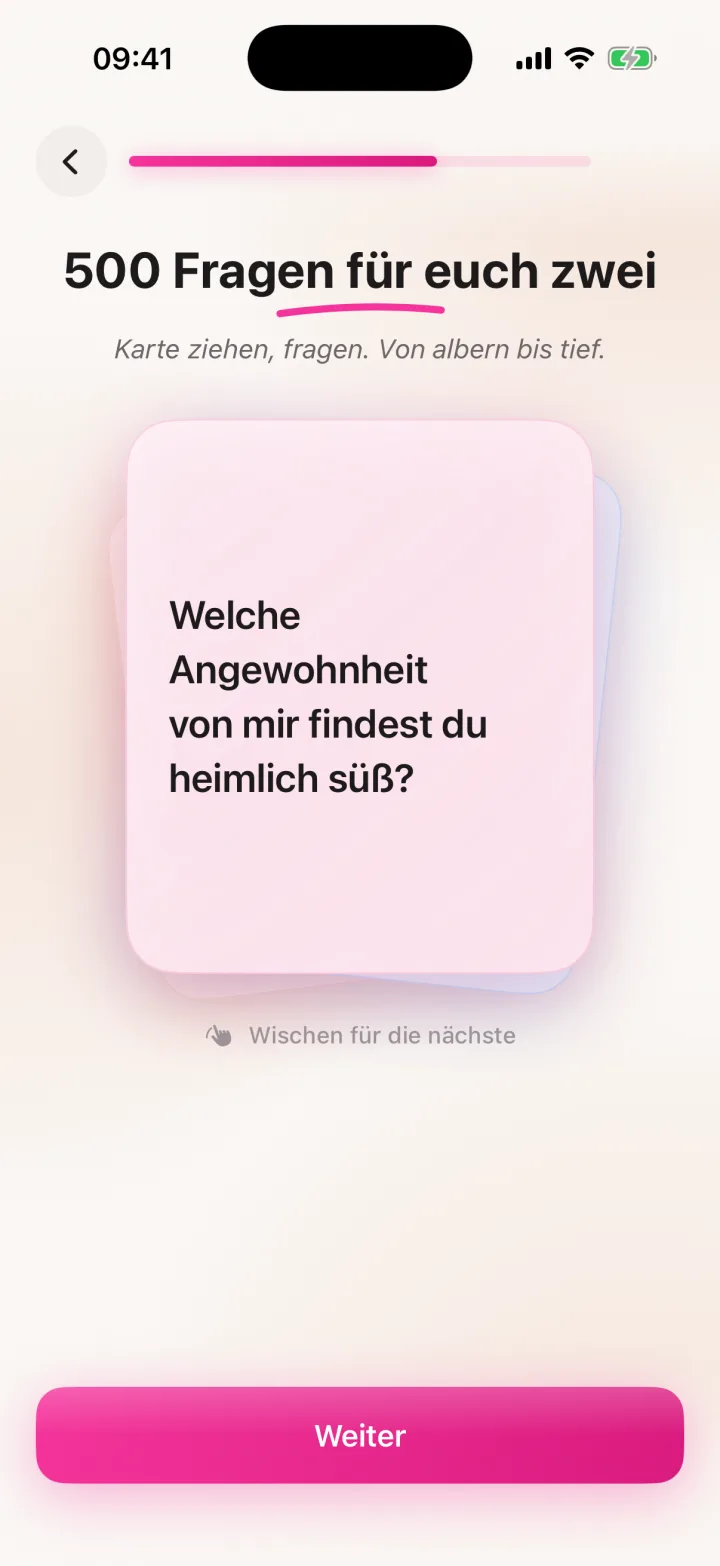 09:41
500 Fragen für euch zwei
Karte ziehen, fragen. Von albern bis tief.
Welche
Angewohnheit
von mir findest du
heimlich süß?
Wischen für die nächste
Weiter